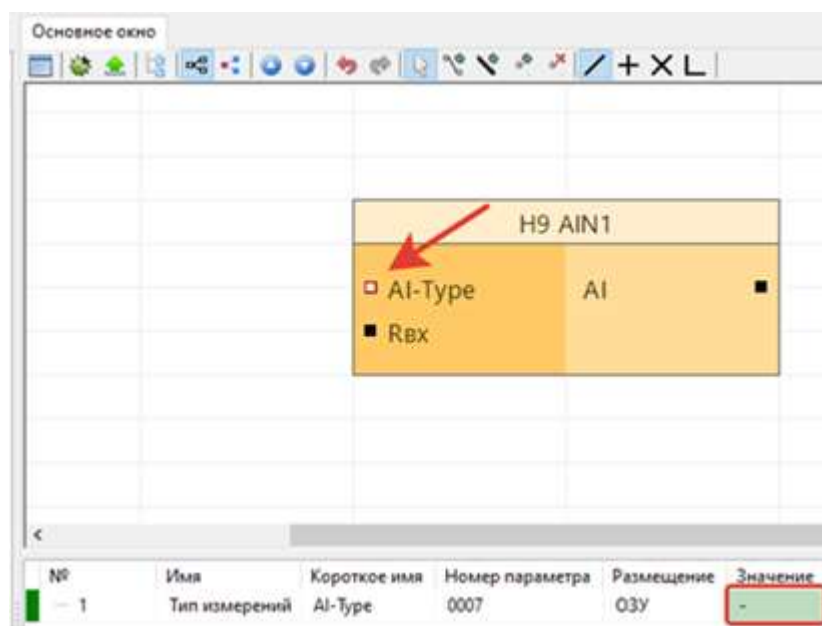 Основное окно
H9 AIN1
AI-Type AI
Rвх
№ Имя Короткое имя Номер параметра Размещение Значение
1 Тип измерений AI-Type 0007 ОЗУ -